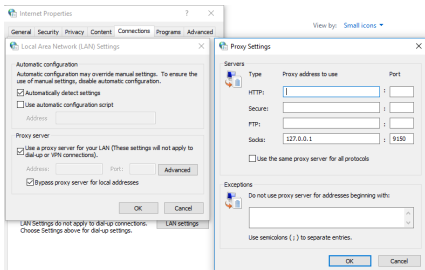 Internet Properties
General Security Privacy Content Connections Programs Advanced
Local Area Network (LAN) Settings
Automatic configuration
Automatic configuration may override manual settings. To ensure the
use of manual settings, disable automatic configuration.
Automatically detect settings
Use automatic configuration script
Address
Proxy server
Use a proxy server for your LAN (These settings will not apply to
dial-up or VPN connections).
Address:
Port:
Advanced
Bypass proxy server for local addresses
OK
Cancel
LAN Settings do not apply to dial-up connections.
Choose Settings above for dial-up settings.
LAN settings
View by: Small icons
Proxy Settings
Servers
Type Proxy address to use Port
HTTP: :
Secure: :
FTP: :
Socks: 127.0.0.1 : 9150
Use the same proxy server for all protocols
Exceptions
Do not use proxy server for addresses beginning with:
Use semicolons ( ; ) to separate entries.
OK
Cancel